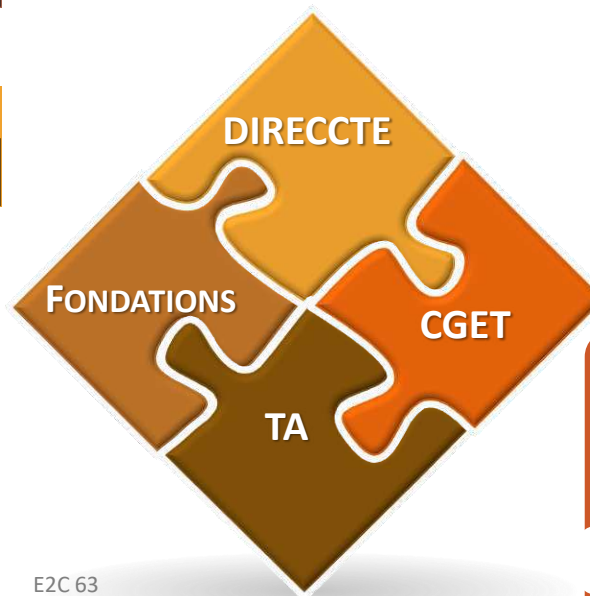 DIRECCTE
FONDATIONS
CGET
TA
E2C 63